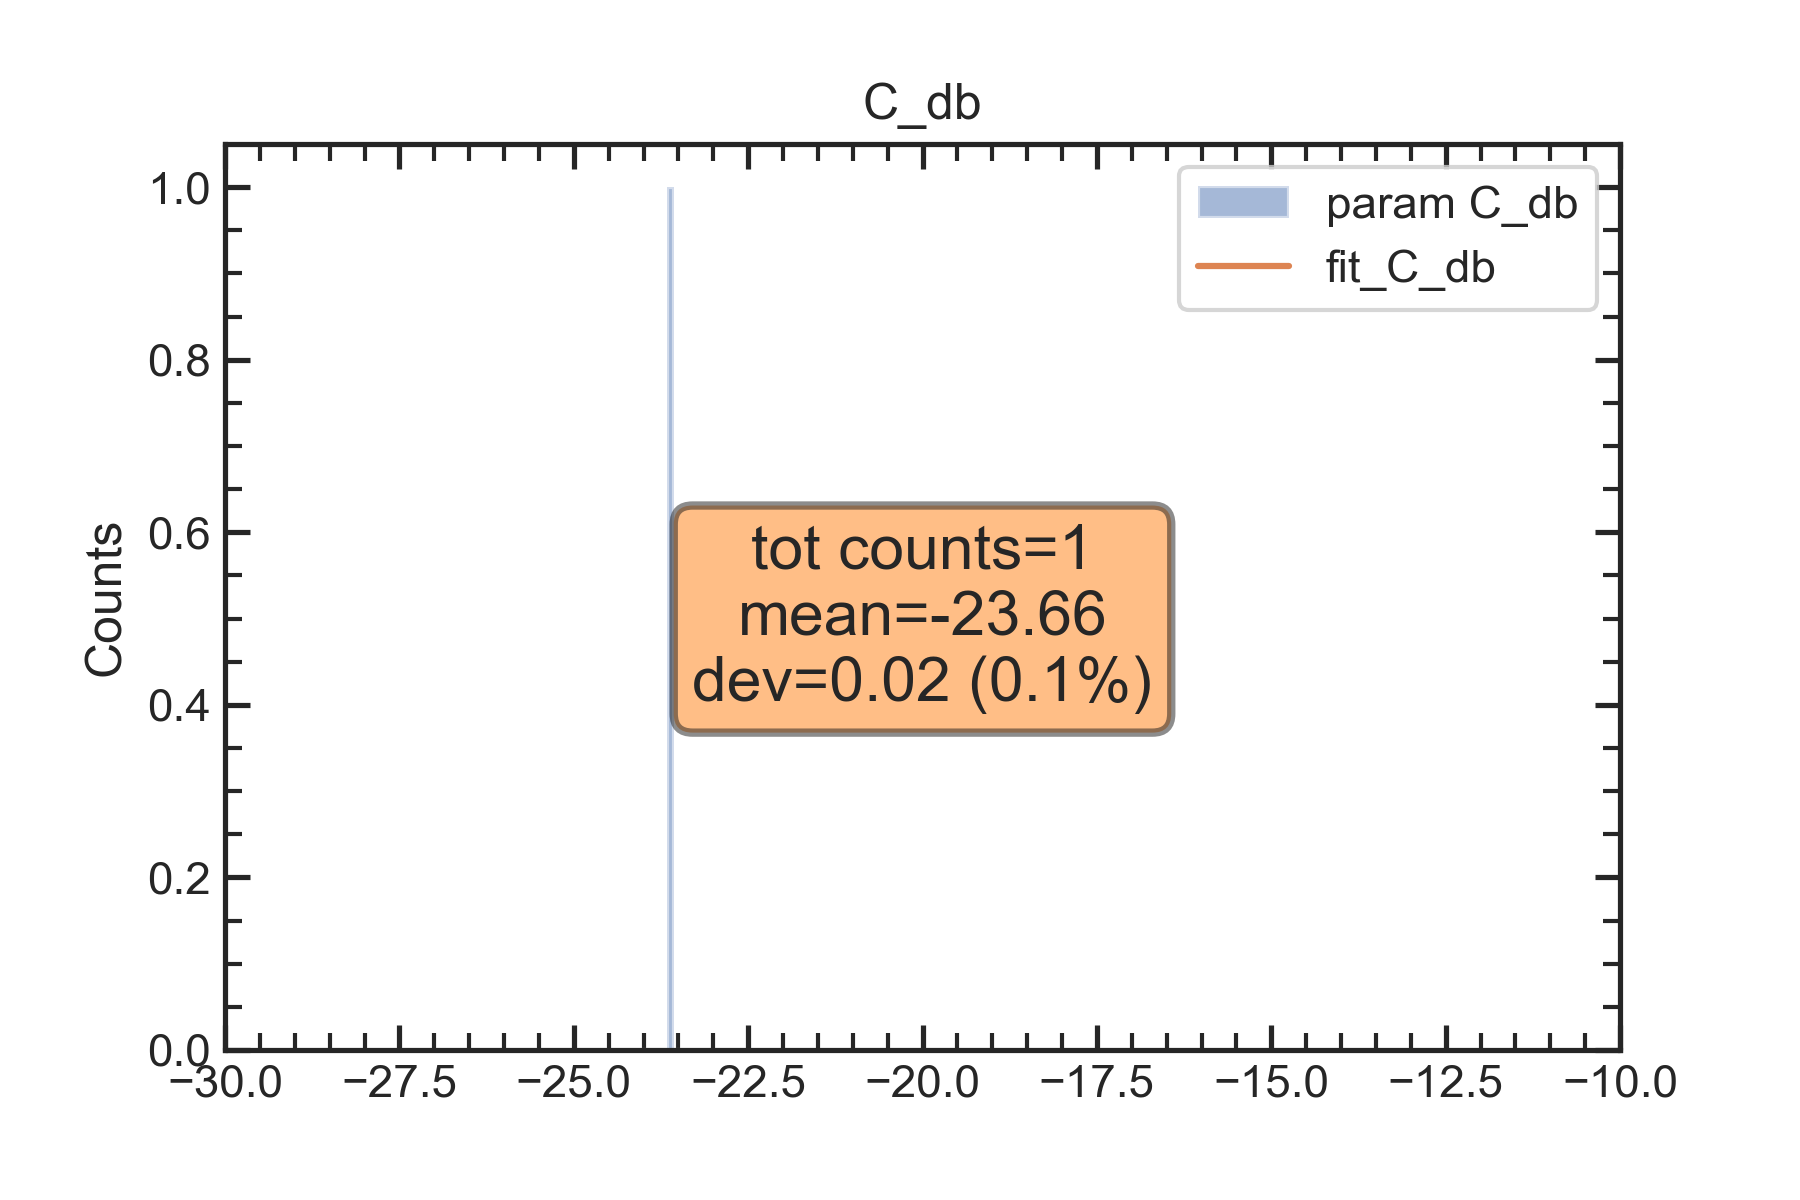 C_db
param C_db
fit_C_db
Counts
1.0
0.8
0.6
0.4
0.2
0.0
tot counts=1
mean=-23.66
dev=0.02 (0.1%)
−30.0 −27.5 −25.0 −22.5 −20.0 −17.5 −15.0 −12.5 −10.0